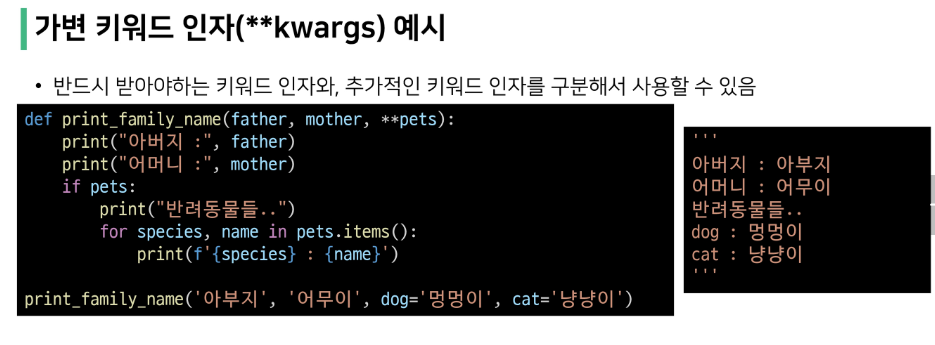 가변 키워드 인자(**kwargs) 예시
• 반드시 받아야하는 키워드 인자와, 추가적인 키워드 인자를 구분해서 사용할 수 있음
def print_family_name(father, mother, **pets):
    print("아버지 :", father)
    print("어머니 :", mother)
    if pets:
        print("반려동물들..")
        for species, name in pets.items():
            print(f'{species} : {name}')

print_family_name('아부지', '어무이', dog='멍멍이', cat='냥냥이')
'''
아버지 : 아부지
어머니 : 어무이
반려동물들..
dog : 멍멍이
cat : 냥냥이
'''